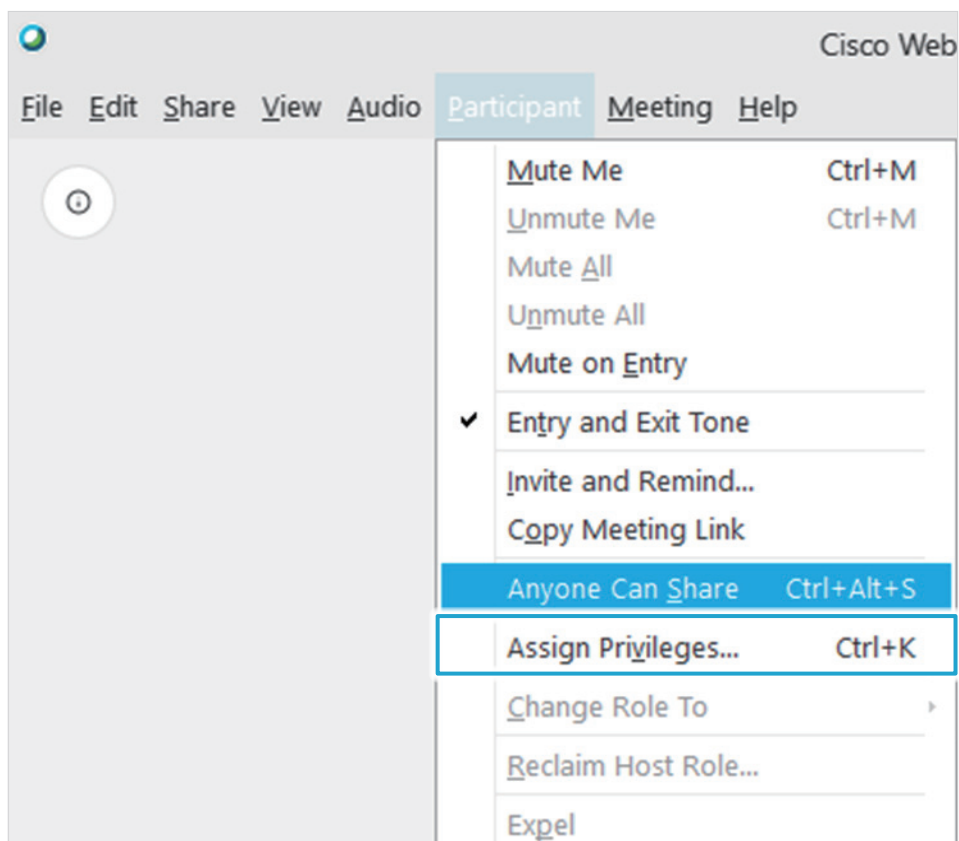 Cisco Web
File Edit Share View Audio Participant Meeting Help
Mute Me Ctrl+M
Unmute Me Ctrl+M
Mute All
Unmute All
Mute on Entry
Entry and Exit Tone
Invite and Remind...
Copy Meeting Link
Anyone Can Share Ctrl+Alt+S
Assign Privileges... Ctrl+K
Change Role To
Reclaim Host Role...
Expel